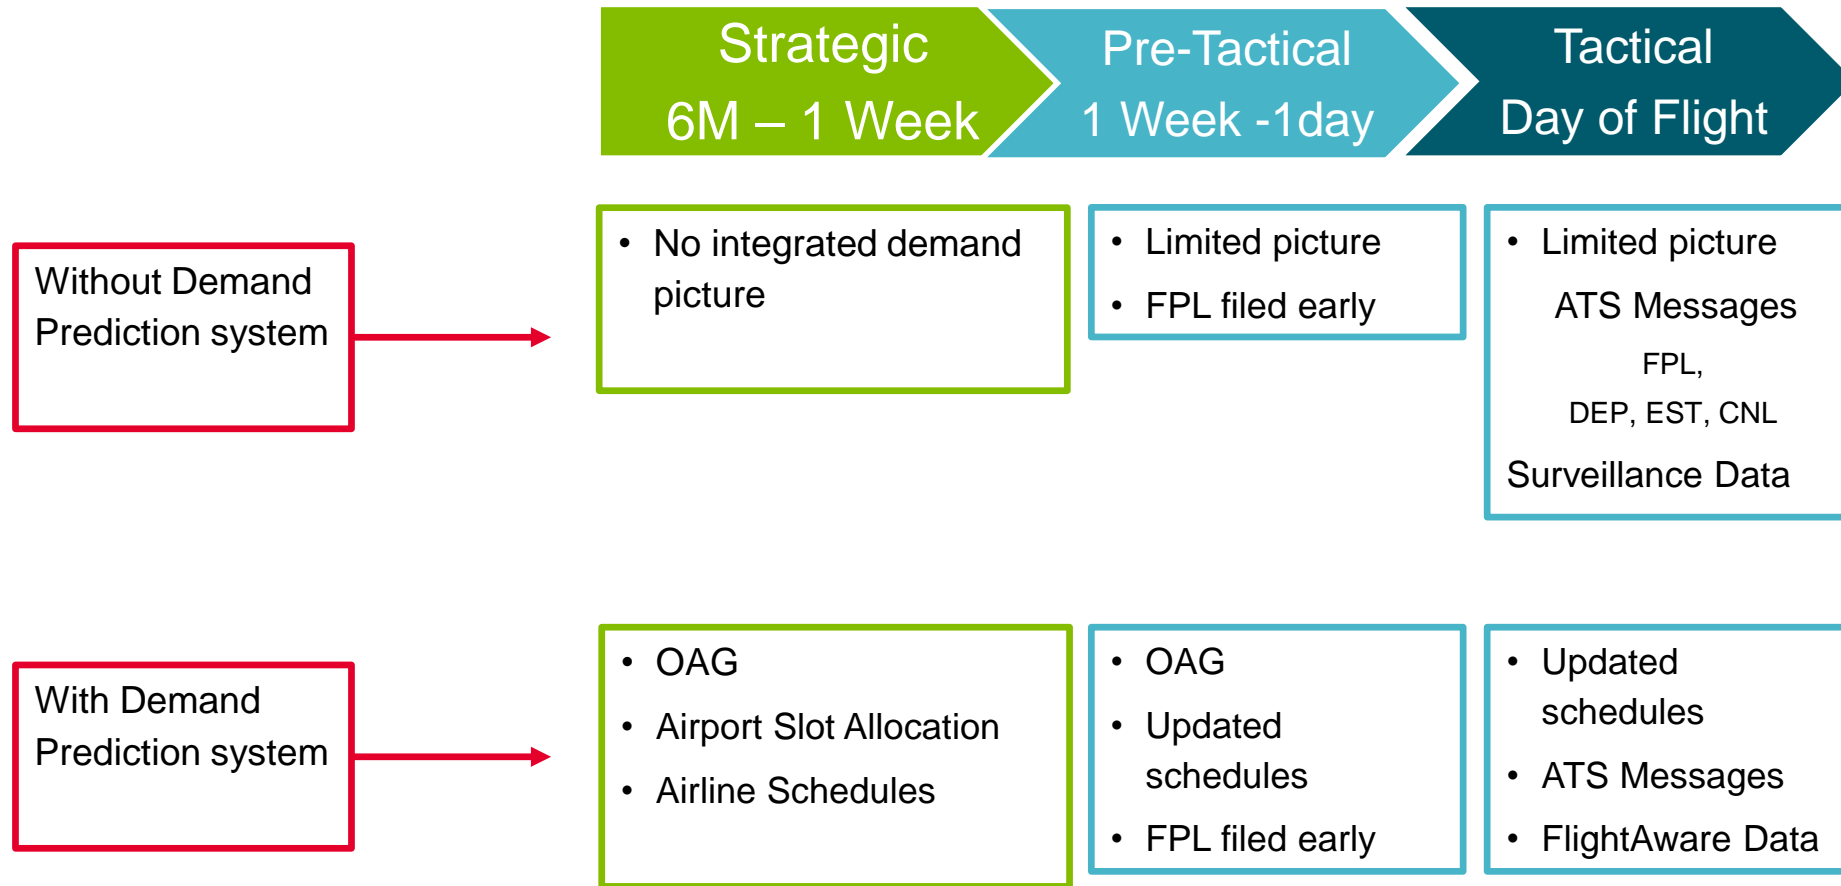 Strategic
6M – 1 Week
Pre-Tactical
1 Week -1day
Tactical
Day of Flight
Without Demand
Prediction system
• No integrated demand
picture
• Limited picture
• FPL filed early
• Limited picture
ATS Messages
FPL,
DEP, EST, CNL
Surveillance Data
With Demand
Prediction system
• OAG
• Airport Slot Allocation
• Airline Schedules
• OAG
• Updated
schedules
• FPL filed early
• Updated
schedules
• ATS Messages
• FlightAware Data